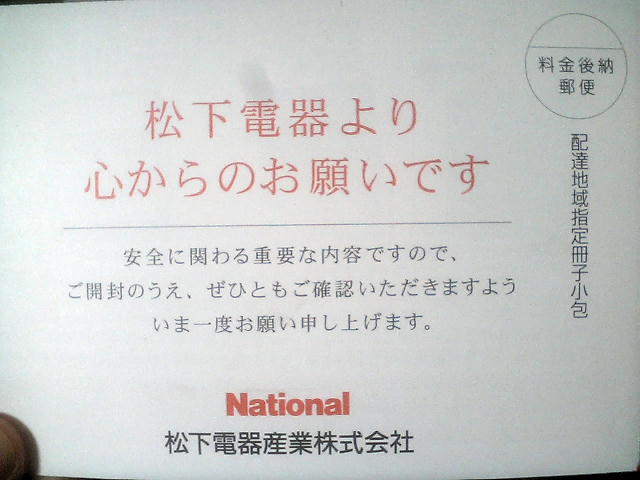 料金後納
郵便
配達地域指定冊子小包
松下電器より
心からのお願いです
安全に関わる重要な内容ですので、
ご開封のうえ、ぜひともご確認いただきますよう
いま一度お願い申し上げます。
National
松下電器産業株式会社